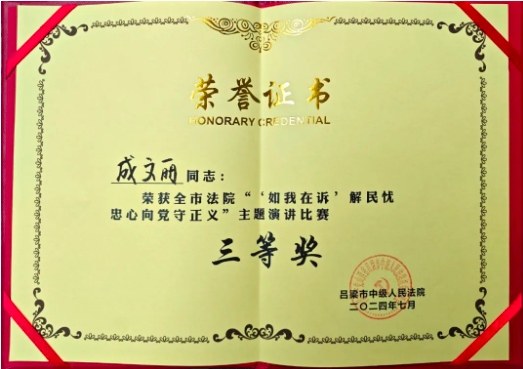 荣誉证书
HONORARY CREDENTIAL
成文丽同志:
荣获全市法院“‘如我在诉’解民忧
忠心向党守正义”主题演讲比赛
三等奖
吕梁市中级人民法院
二〇二四年七月